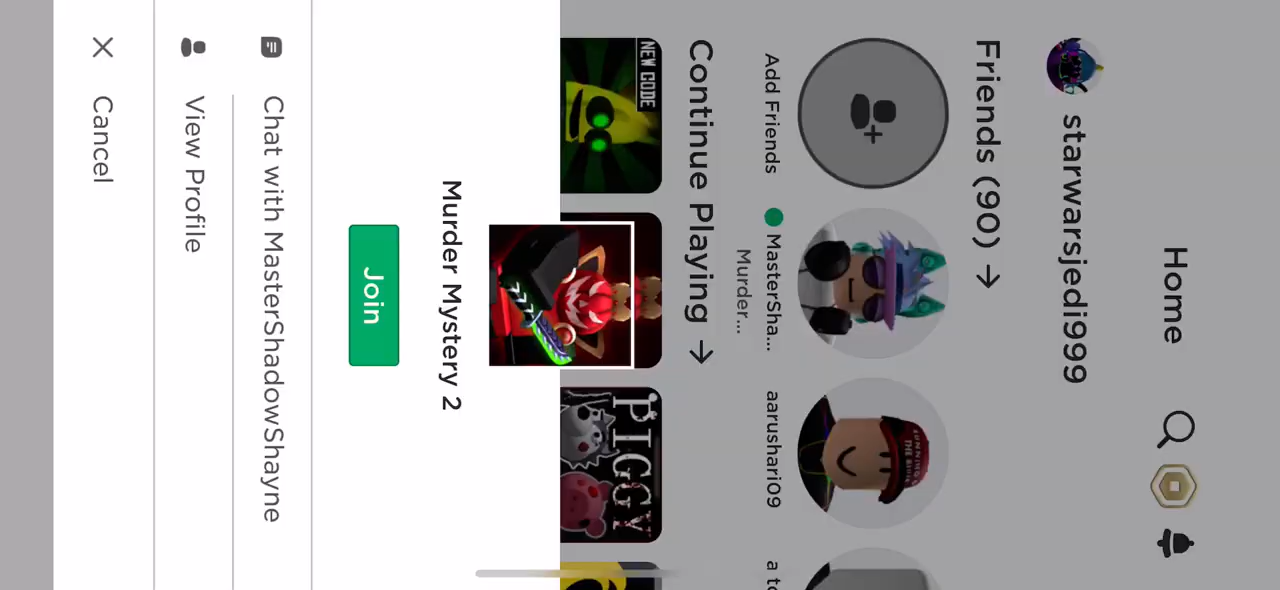 Home
starwarsjedi999
Friends (90) →
Add Friends
MasterSha...
Murder...
aarushari09
a to
Continue Playing →
NEW CODE
PIGGY
Murder Mystery 2
Join
Chat with MasterShadowShayne
View Profile
Cancel